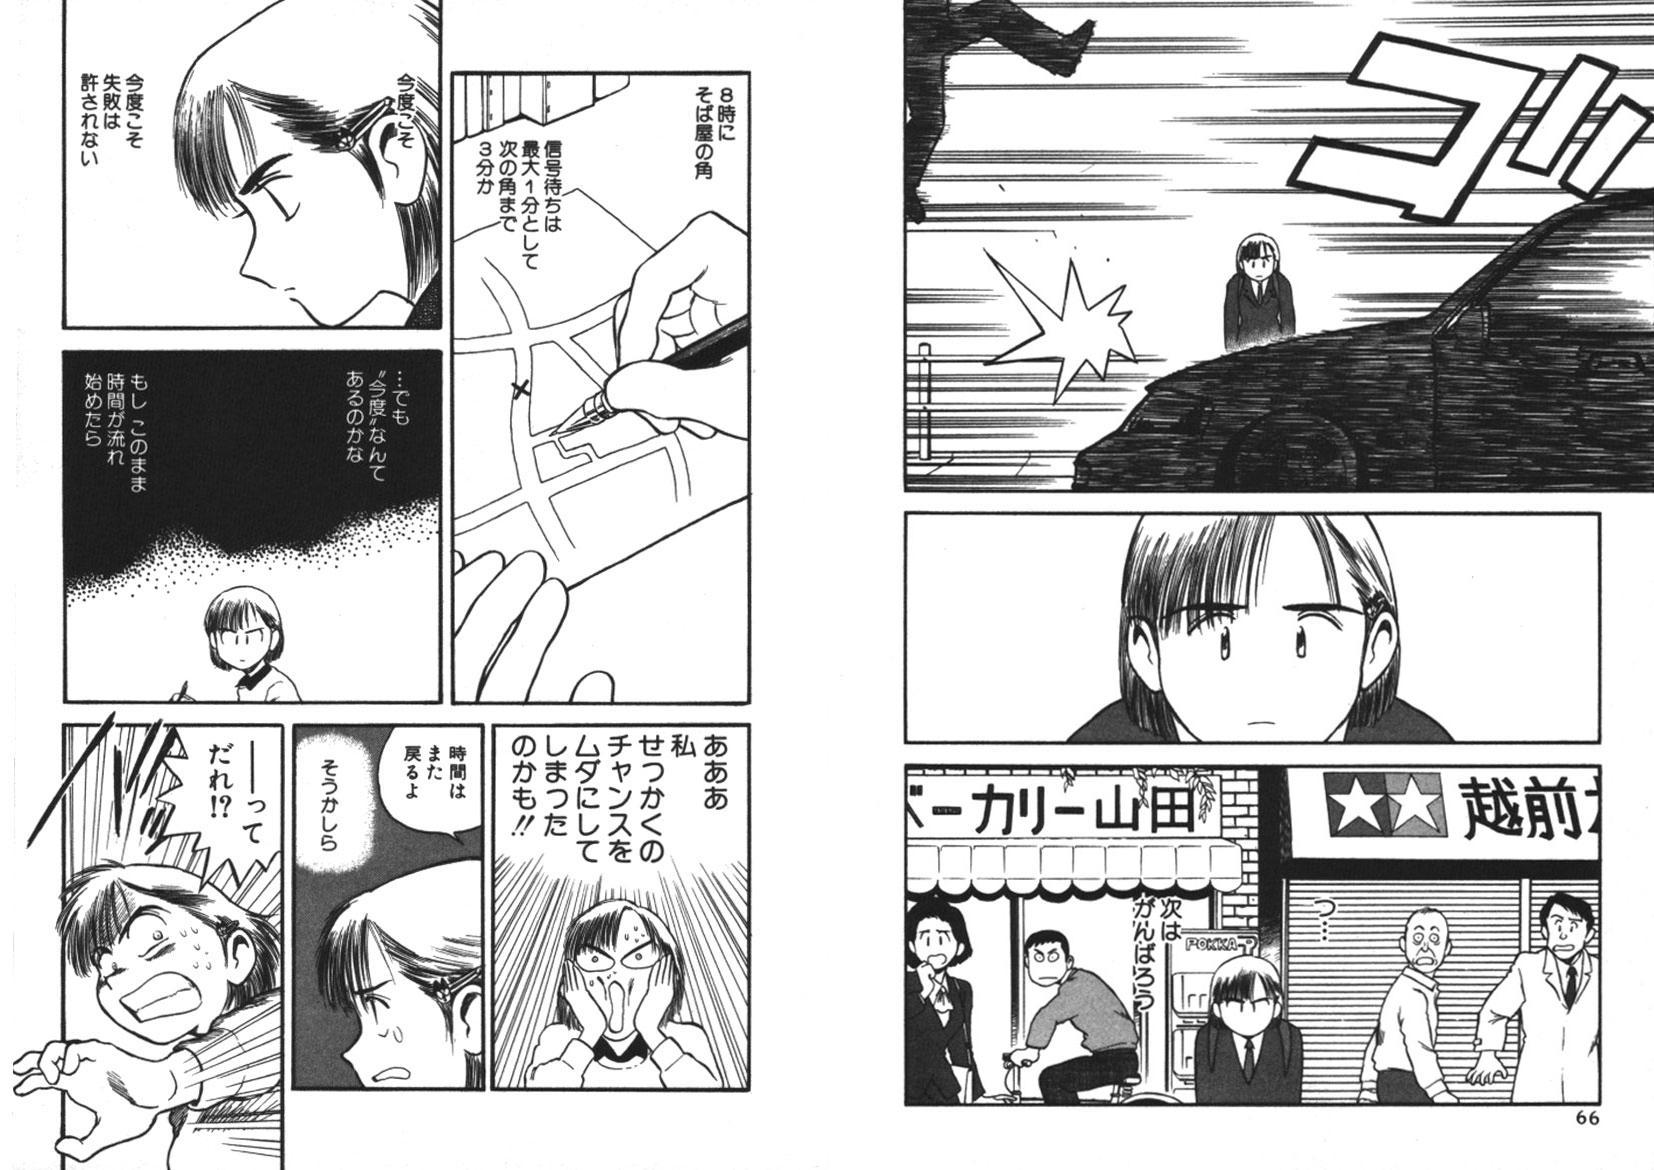 ゴッ
越前
バーカリー山田
POKKA
つ…
次は
がんばろう
66
8時に
そば屋の角
信号待ちは
最大1分として
次の角まで
3分か
今度こそ
今度こそ
失敗は
許されない
…でも
“今度”なんて
あるのかな
もし このまま
時間が流れ
始めたら
あああ
私
せっかくの
チャンスを
ムダにして
しまった
のかも!!
時間は
また
戻るよ
そうかしら
──って
だれ!?